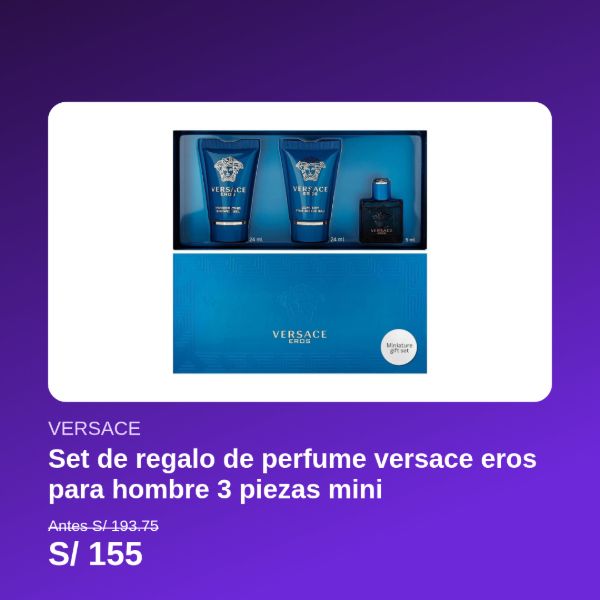 VERSACE
EROS
VERSACE
EROS
24 ml
24 ml
VERSACE
5 ml
VERSACE
EROS
Miniature
gift set
VERSACE
Set de regalo de perfume versace eros
para hombre 3 piezas mini
Antes S/ 193.75
S/ 155